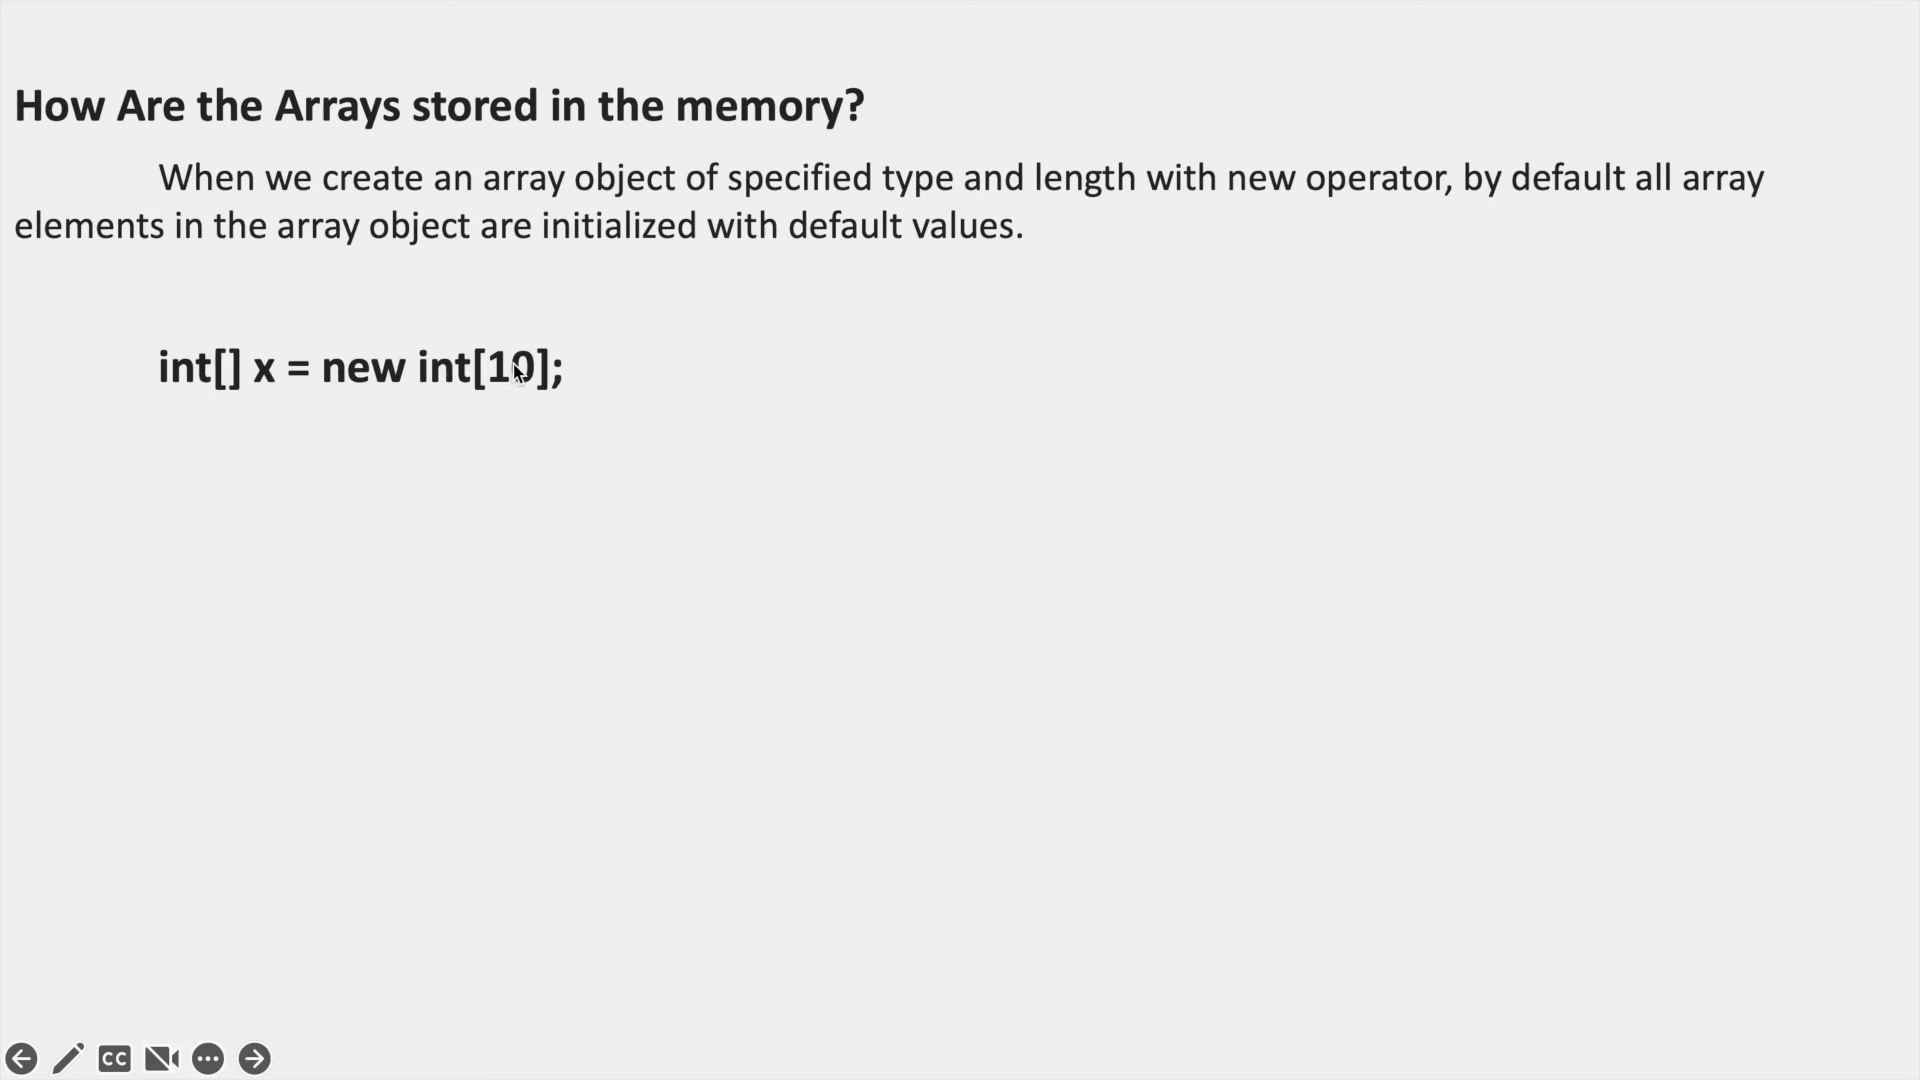 How Are the Arrays stored in the memory?
When we create an array object of specified type and length with new operator, by default all array
elements in the array object are initialized with default values.
int[] x = new int[10];
CC